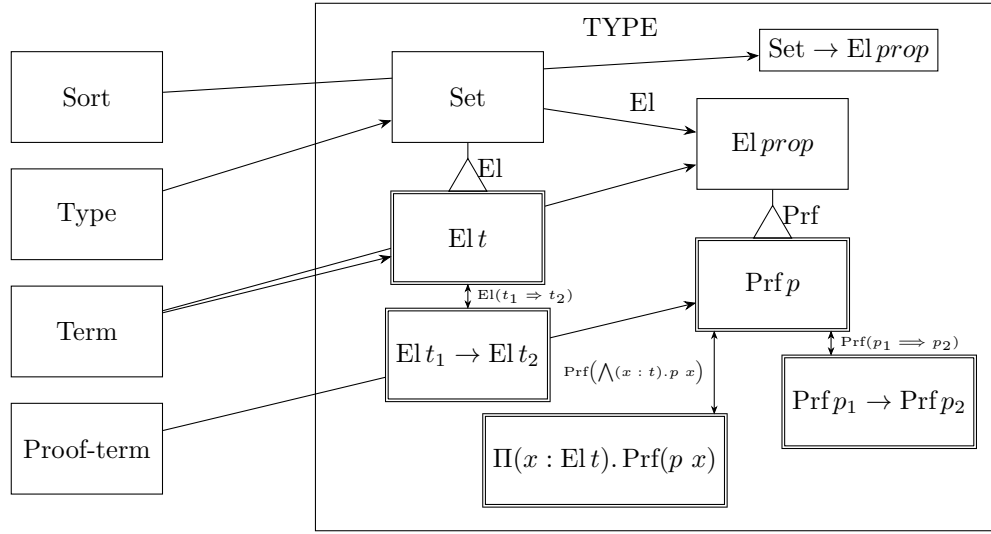 TYPE
Set → El prop
Sort
Set
El
El prop
El
Type
Prf
El t
Prf p
El(t₁ ⇒ t₂)
Term
El t₁ → El t₂
Prf(p₁ ⟹ p₂)
Prf(⋀(x : t). p x)
Prf p₁ → Prf p₂
Proof-term
Π(x : El t). Prf(p x)